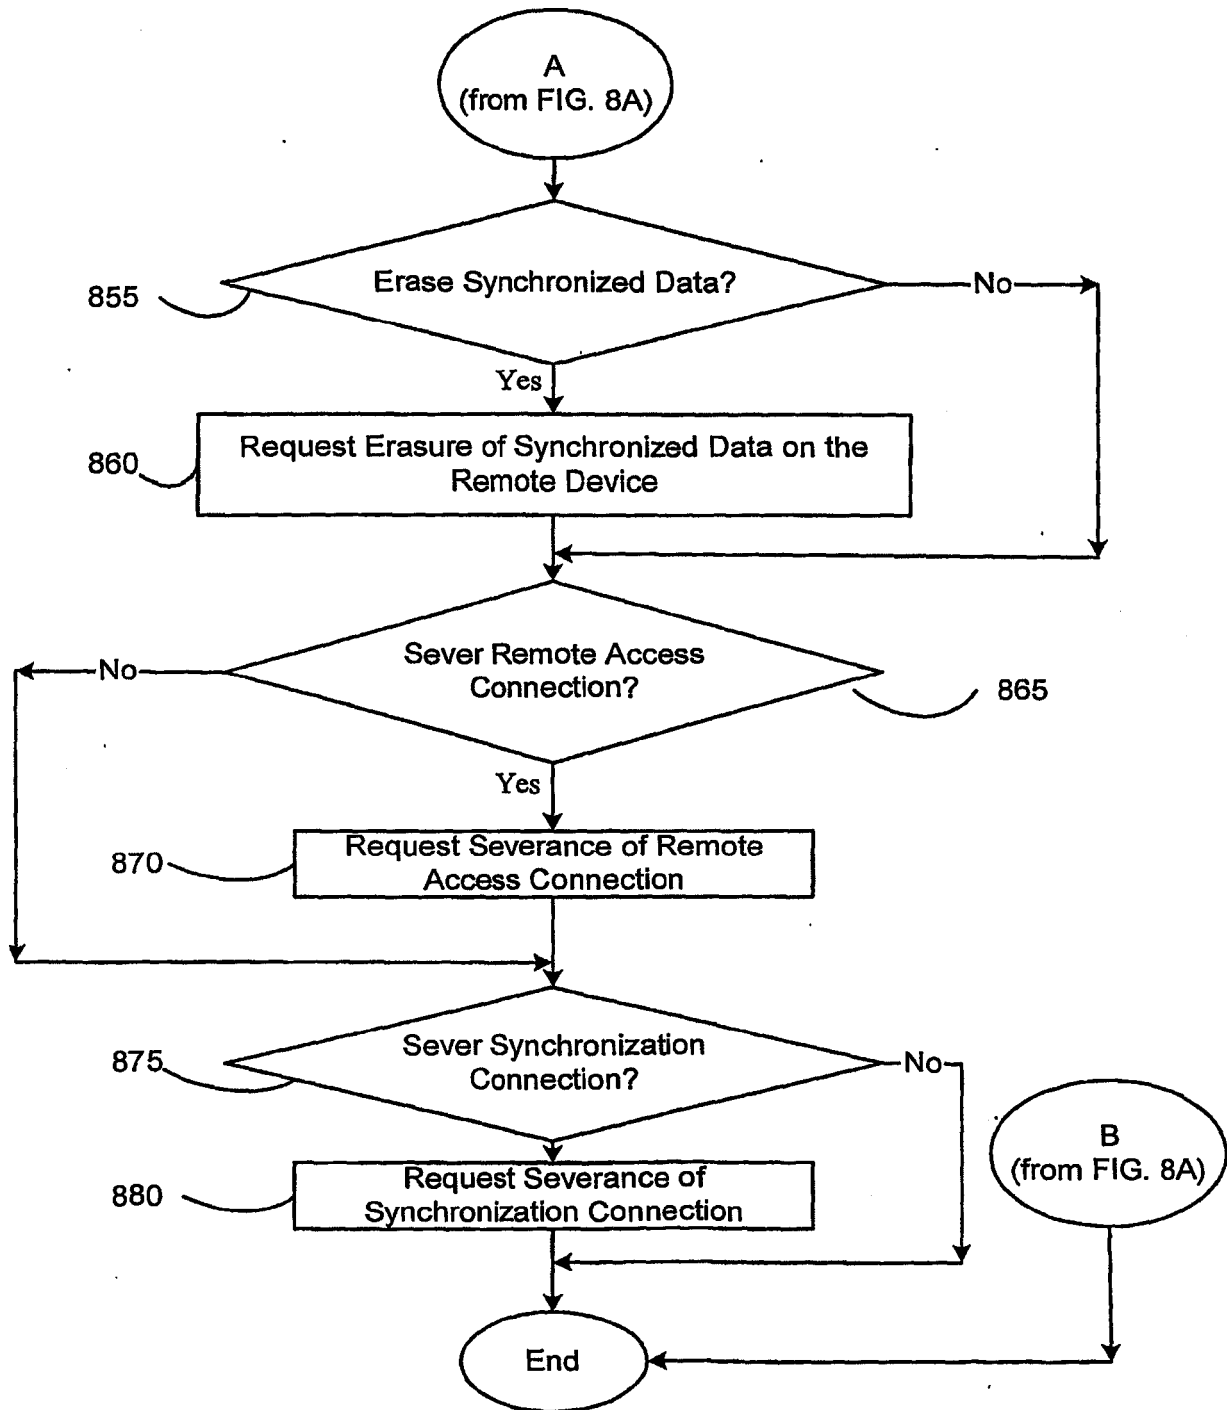 A
(from FIG. 8A)
Erase Synchronized Data?
No
855
Yes
Request Erasure of Synchronized Data on the
Remote Device
860
Sever Remote Access
Connection?
No
865
Yes
Request Severance of Remote
Access Connection
870
Sever Synchronization
Connection?
No
875
B
(from FIG. 8A)
Request Severance of
Synchronization Connection
880
End